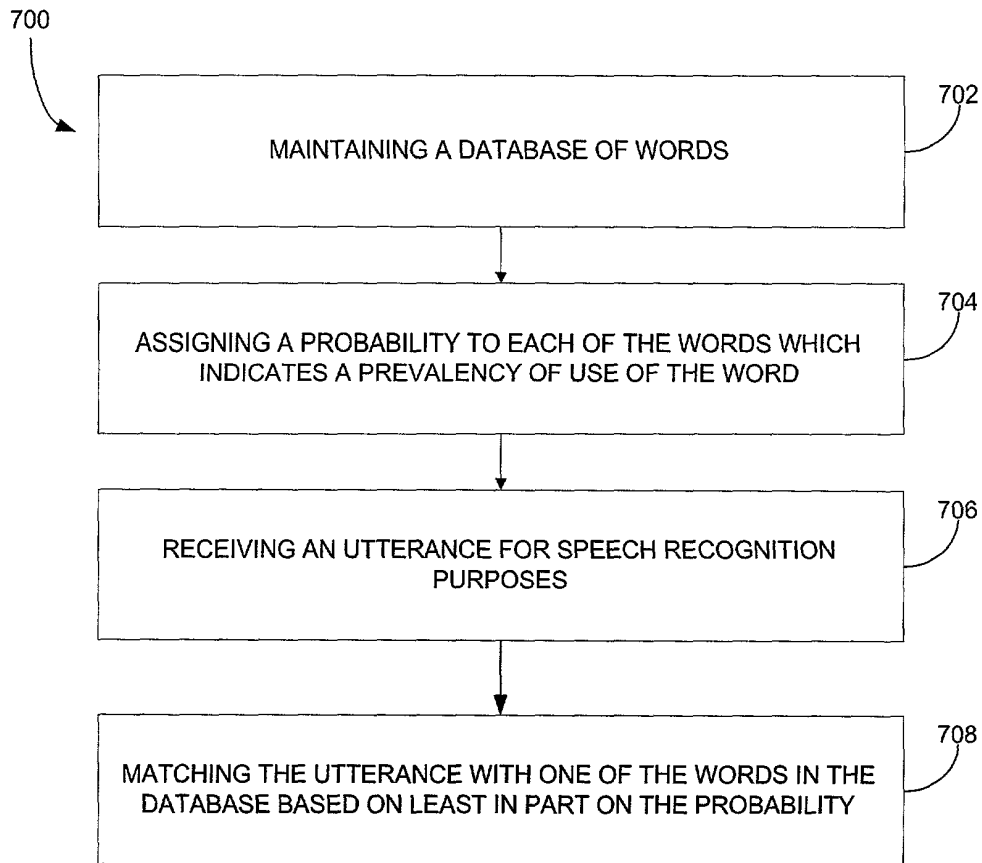 700
702
MAINTAINING A DATABASE OF WORDS
704
ASSIGNING A PROBABILITY TO EACH OF THE WORDS WHICH
INDICATES A PREVALENCY OF USE OF THE WORD
706
RECEIVING AN UTTERANCE FOR SPEECH RECOGNITION
PURPOSES
708
MATCHING THE UTTERANCE WITH ONE OF THE WORDS IN THE
DATABASE BASED ON LEAST IN PART ON THE PROBABILITY